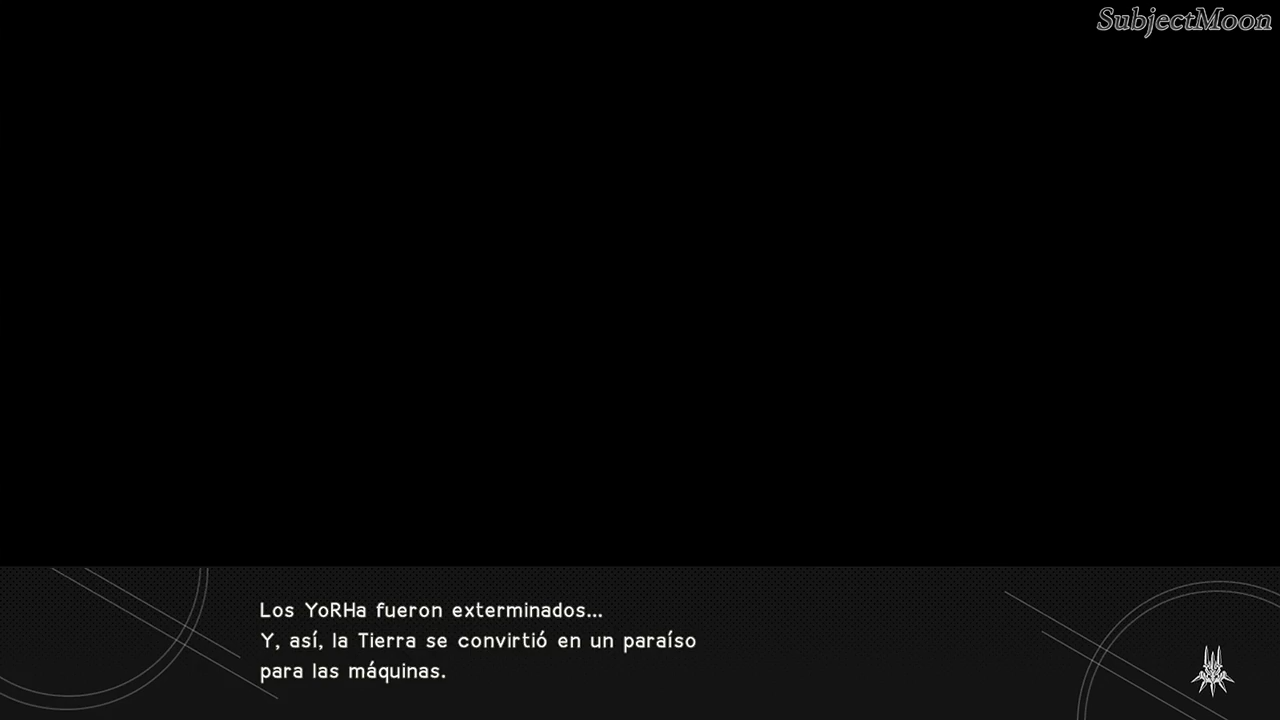 SubjectMoon
Los YoRHa fueron exterminados...
Y, así, la Tierra se convirtió en un paraíso
para las máquinas.